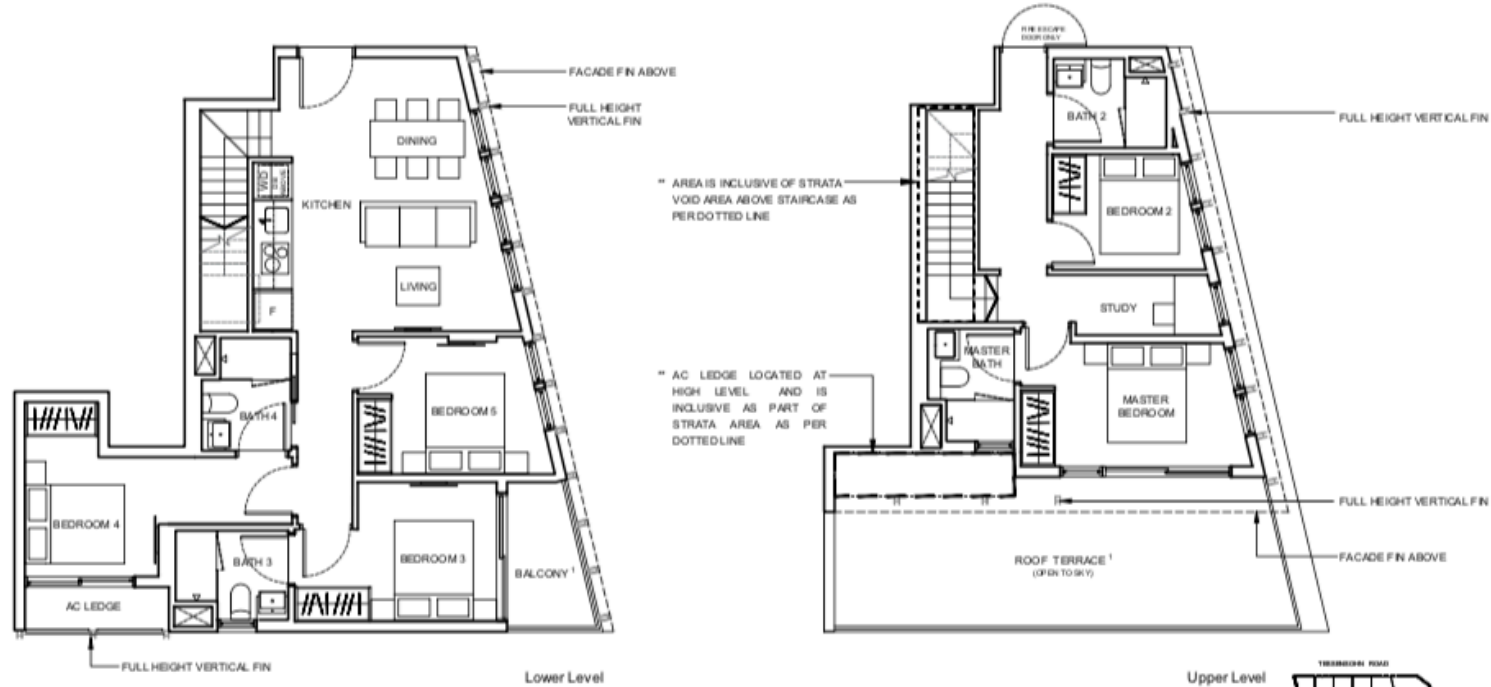 FACADE FIN ABOVE
FULL HEIGHT
VERTICAL FIN
DINING
WD
KITCHEN
LIVING
F
BATH 4
BEDROOM 5
BEDROOM 4
BATH 3
BEDROOM 3
BALCONY 1
AC LEDGE
FULL HEIGHT VERTICAL FIN
Lower Level
FIRE ESCAPE
DOOR ONLY
BATH 2
FULL HEIGHT VERTICAL FIN
** AREA IS INCLUSIVE OF STRATA
VOID AREA ABOVE STAIRCASE AS
PER DOTTED LINE
BEDROOM 2
STUDY
MASTER
BATH
** AC LEDGE LOCATED AT
HIGH LEVEL AND IS
INCLUSIVE AS PART OF
STRATA AREA AS PER
DOTTED LINE
MASTER
BEDROOM
FULL HEIGHT VERTICAL FIN
ROOF TERRACE 1
(OPEN TO SKY)
FACADE FIN ABOVE
Upper Level
ROAD